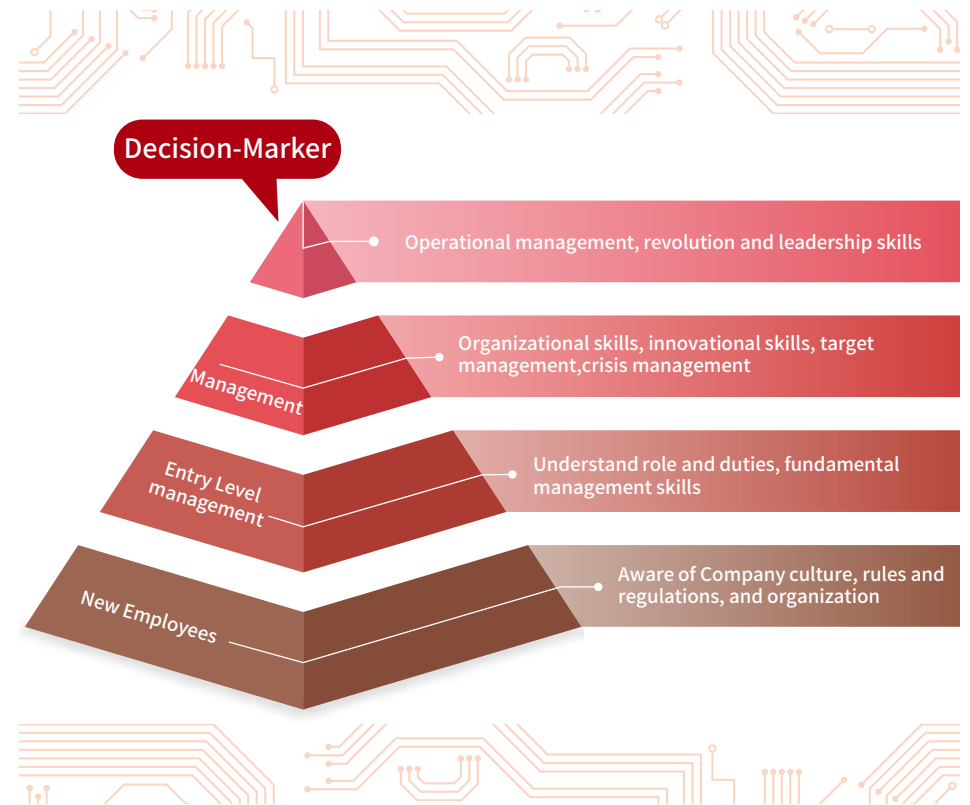 Decision-Marker
Operational management, revolution and leadership skills
Organizational skills, innovational skills, target
management,crisis management
Management
Understand role and duties, fundamental
management skills
Entry Level
management
Aware of Company culture, rules and
regulations, and organization
New Employees